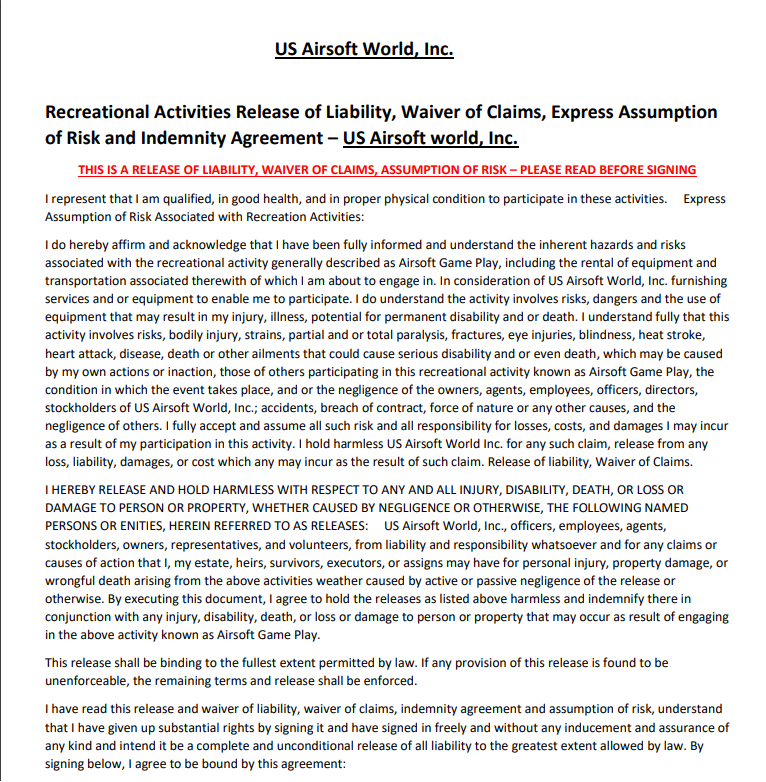 US Airsoft World, Inc.
Recreational Activities Release of Liability, Waiver of Claims, Express Assumption
of Risk and Indemnity Agreement – US Airsoft world, Inc.
THIS IS A RELEASE OF LIABILITY, WAIVER OF CLAIMS, ASSUMPTION OF RISK – PLEASE READ BEFORE SIGNING
I represent that I am qualified, in good health, and in proper physical condition to participate in these activities. Express
Assumption of Risk Associated with Recreation Activities:
I do hereby affirm and acknowledge that I have been fully informed and understand the inherent hazards and risks
associated with the recreational activity generally described as Airsoft Game Play, including the rental of equipment and
transportation associated therewith of which I am about to engage in. In consideration of US Airsoft World, Inc. furnishing
services and or equipment to enable me to participate. I do understand the activity involves risks, dangers and the use of
equipment that may result in my injury, illness, potential for permanent disability and or death. I understand fully that this
activity involves risks, bodily injury, strains, partial and or total paralysis, fractures, eye injuries, blindness, heat stroke,
heart attack, disease, death or other ailments that could cause serious disability and or even death, which may be caused
by my own actions or inaction, those of others participating in this recreational activity known as Airsoft Game Play, the
condition in which the event takes place, and or the negligence of the owners, agents, employees, officers, directors,
stockholders of US Airsoft World, Inc.; accidents, breach of contract, force of nature or any other causes, and the
negligence of others. I fully accept and assume all such risk and all responsibility for losses, costs, and damages I may incur
as a result of my participation in this activity. I hold harmless US Airsoft World Inc. for any such claim, release from any
loss, liability, damages, or cost which any may incur as the result of such claim. Release of liability, Waiver of Claims.
I HEREBY RELEASE AND HOLD HARMLESS WITH RESPECT TO ANY AND ALL INJURY, DISABILITY, DEATH, OR LOSS OR
DAMAGE TO PERSON OR PROPERTY, WHETHER CAUSED BY NEGLIGENCE OR OTHERWISE, THE FOLLOWING NAMED
PERSONS OR ENITIES, HEREIN REFERRED TO AS RELEASES: US Airsoft World, Inc., officers, employees, agents,
stockholders, owners, representatives, and volunteers, from liability and responsibility whatsoever and for any claims or
causes of action that I, my estate, heirs, survivors, executors, or assigns may have for personal injury, property damage, or
wrongful death arising from the above activities weather caused by active or passive negligence of the release or
otherwise. By executing this document, I agree to hold the releases as listed above harmless and indemnify there in
conjunction with any injury, disability, death, or loss or damage to person or property that may occur as result of engaging
in the above activity known as Airsoft Game Play.
This release shall be binding to the fullest extent permitted by law. If any provision of this release is found to be
unenforceable, the remaining terms and release shall be enforced.
I have read this release and waiver of liability, waiver of claims, indemnity agreement and assumption of risk, understand
that I have given up substantial rights by signing it and have signed in freely and without any inducement and assurance of
any kind and intend it be a complete and unconditional release of all liability to the greatest extent allowed by law. By
signing below, I agree to be bound by this agreement: